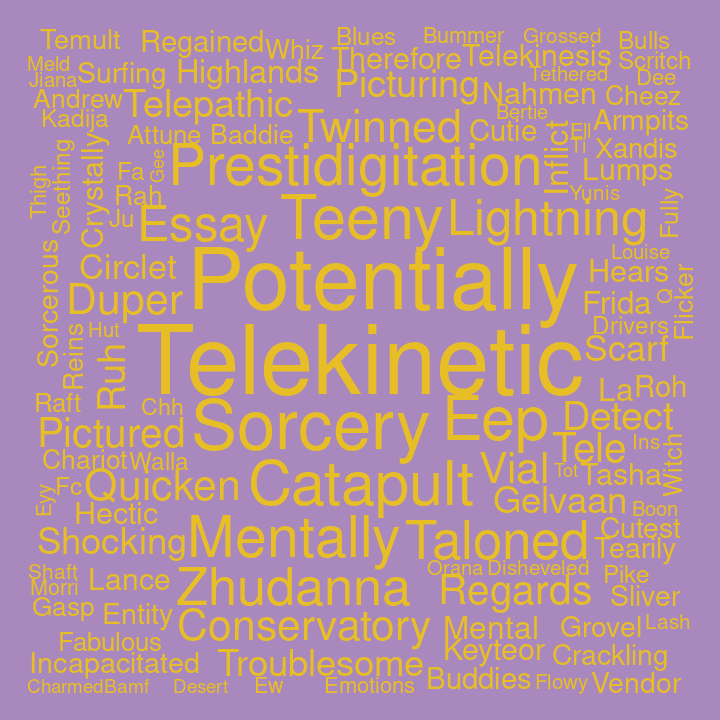 Temult
Regained
Whiz
Blues
Bummer
Grossed
Bulls
Meld
Jiana
Surfing
Highlands
Therefore
Telekinesis
Scritch
Andrew
Telepathic
Picturing
Tethered
Dee
Kadija
Nahmen
Cheez
Attune
Baddie
Twinned
Cutie
Bertie
Armpits
Inflict
Ell
Ti
Xandis
Thigh
Seething
Crystally
Fa
Gee
Prestidigitation
Lumps
Rah
Yunis
Fully
Ju
Essay
Teeny
Lightning
Louise
Sorcerous
Circlet
Potentially
Hears
Flicker
Duper
Frida
Q
Reins
Hut
Drivers
Ruh
Telekinetic
Scarf
Raft
Chh
La
Roh
Pictured
Sorcery
Eep
Detect
Chariot
Walla
Tele
Ins
Witch
Eyy
Fc
Quicken
Catapult
Vial
Tot
Tasha
Hectic
Gelvaan
Boon
Shocking
Mentally
Taloned
Cutest
Tearily
Shaft
Morri
Lance
Zhudanna
Orana
Disheveled
Pike
Gasp
Entity
Regards
Sliver
Fabulous
Conservatory
Mental
Grovel
Lash
Incapacitated
Troublesome
Keyteor
Crackling
Charmed
Bamf
Desert
Ew
Emotions
Buddies
Flowy
Vendor